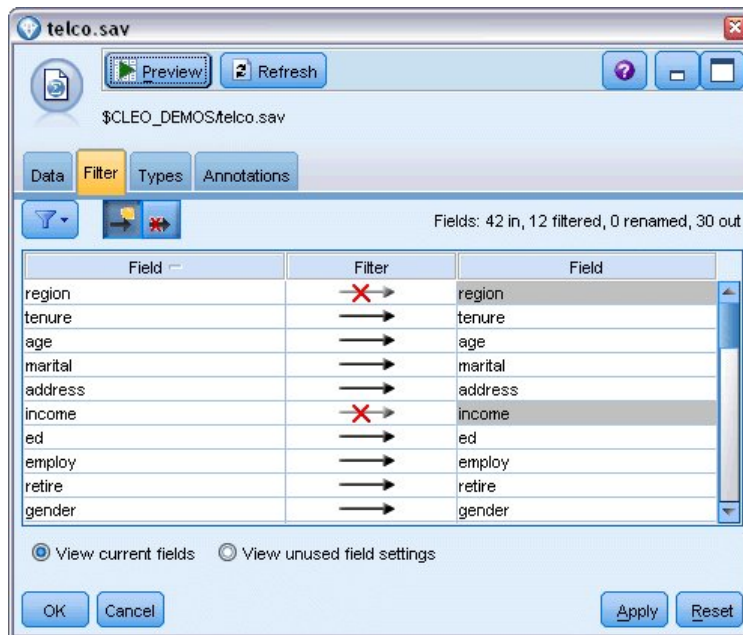 telco.sav
Preview Refresh
$CLEO_DEMOS/telco.sav
Data Filter Types Annotations
Fields: 42 in, 12 filtered, 0 renamed, 30 out
Field Filter Field
region region
tenure tenure
age age
marital marital
address address
income income
ed ed
employ employ
retire retire
gender gender
View current fields View unused field settings
OK Cancel Apply Reset